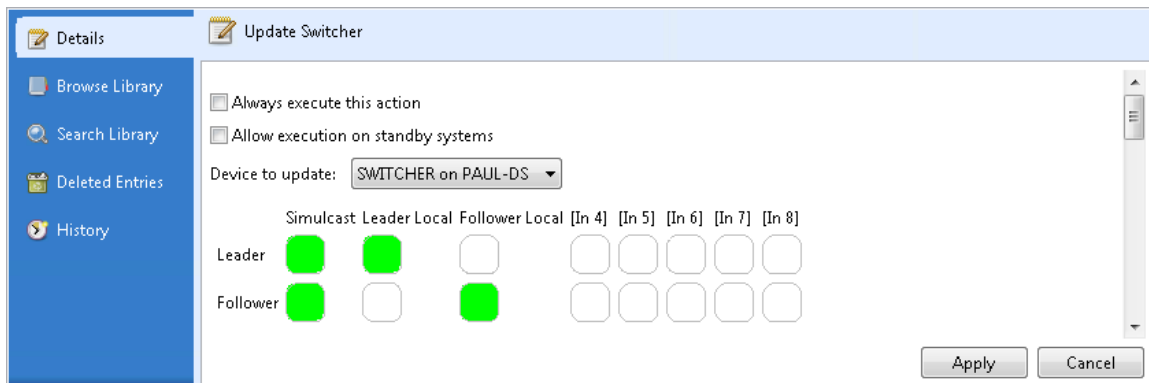 Details
Browse Library
Search Library
Deleted Entries
History
Update Switcher
Always execute this action
Allow execution on standby systems
Device to update: SWITCHER on PAUL-DS
Simulcast Leader Local Follower Local [In 4] [In 5] [In 6] [In 7] [In 8]
Leader
Follower
Apply Cancel